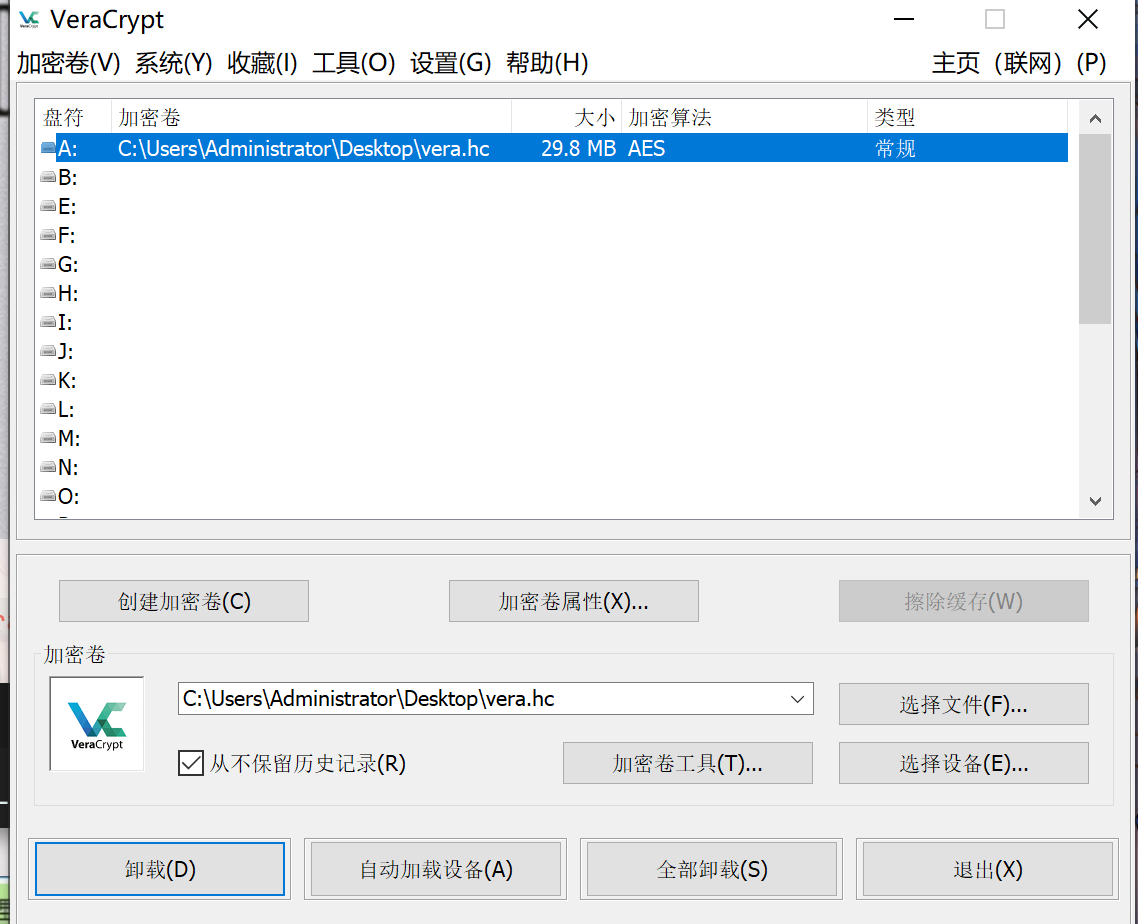 VeraCrypt
加密卷(V) 系统(Y) 收藏(I) 工具(O) 设置(G) 帮助(H) 主页（联网）(P)
盘符 加密卷 大小 加密算法 类型
A: C:\Users\Administrator\Desktop\vera.hc 29.8 MB AES 常规
B:
E:
F:
G:
H:
I:
J:
K:
L:
M:
N:
O:
创建加密卷(C) 加密卷属性(X)... 擦除缓存(W)
加密卷
VeraCrypt
C:\Users\Administrator\Desktop\vera.hc 选择文件(F)...
从不保留历史记录(R) 加密卷工具(T)... 选择设备(E)...
卸载(D) 自动加载设备(A) 全部卸载(S) 退出(X)